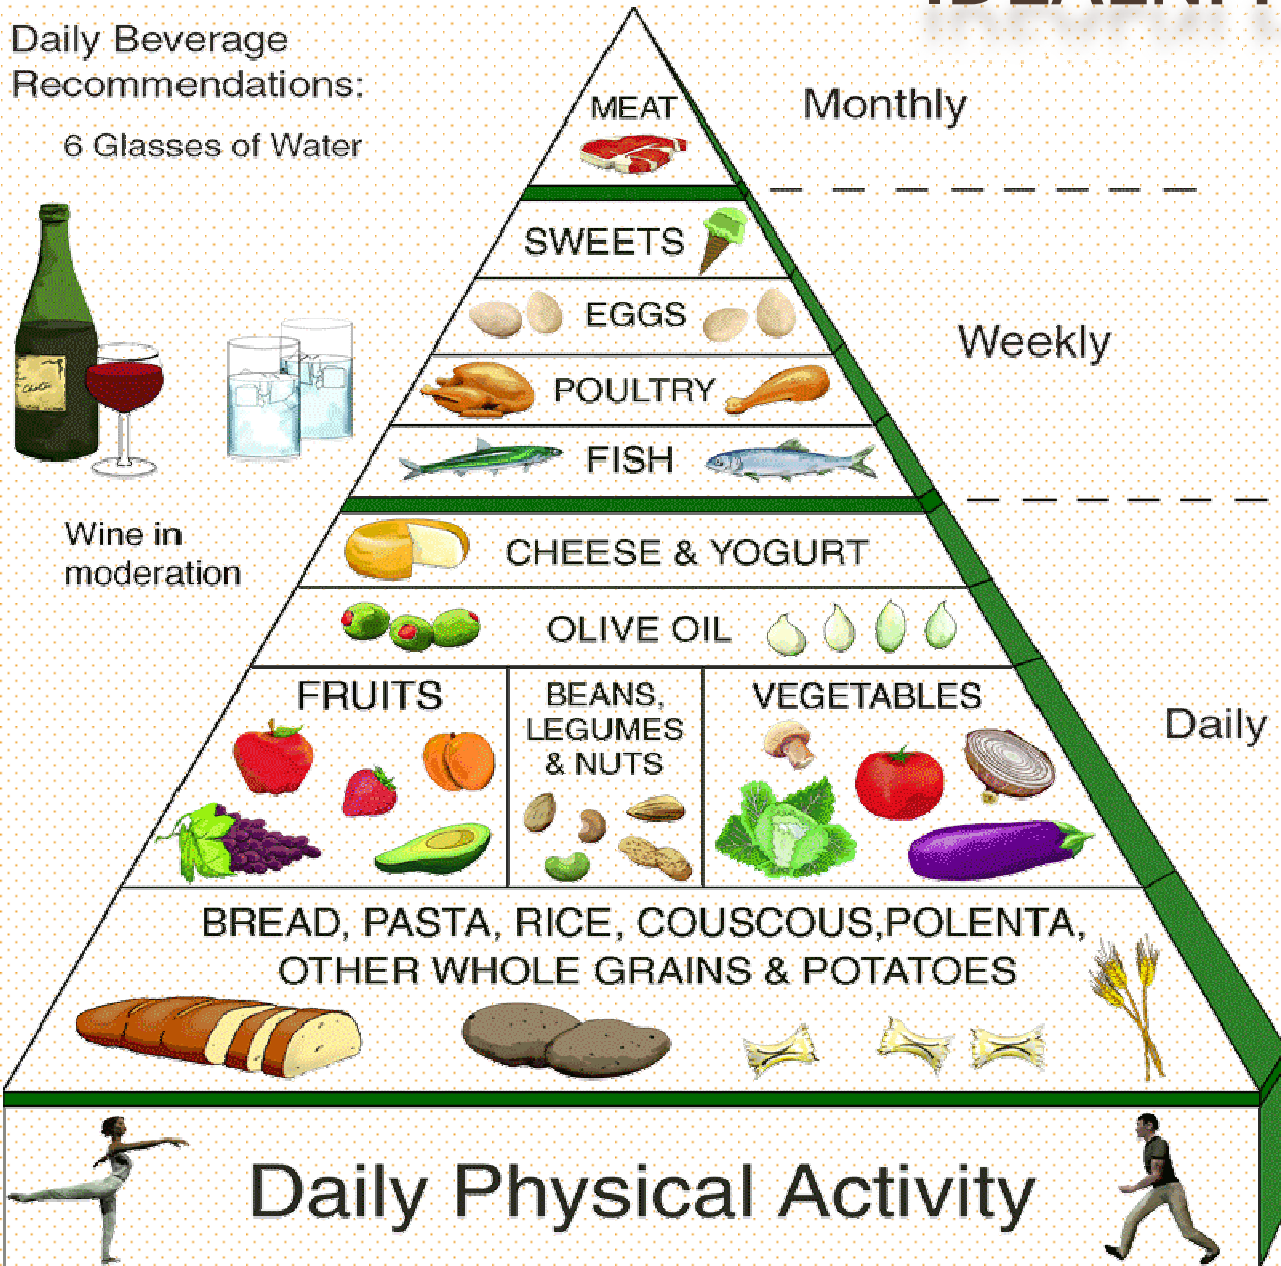 Daily Beverage
Recommendations:
6 Glasses of Water
MEAT
Monthly
SWEETS
EGGS
Weekly
POULTRY
FISH
Wine in
moderation
CHEESE & YOGURT
OLIVE OIL
FRUITS
BEANS,
LEGUMES
& NUTS
VEGETABLES
Daily
BREAD, PASTA, RICE, COUSCOUS,POLENTA,
OTHER WHOLE GRAINS & POTATOES
Daily Physical Activity